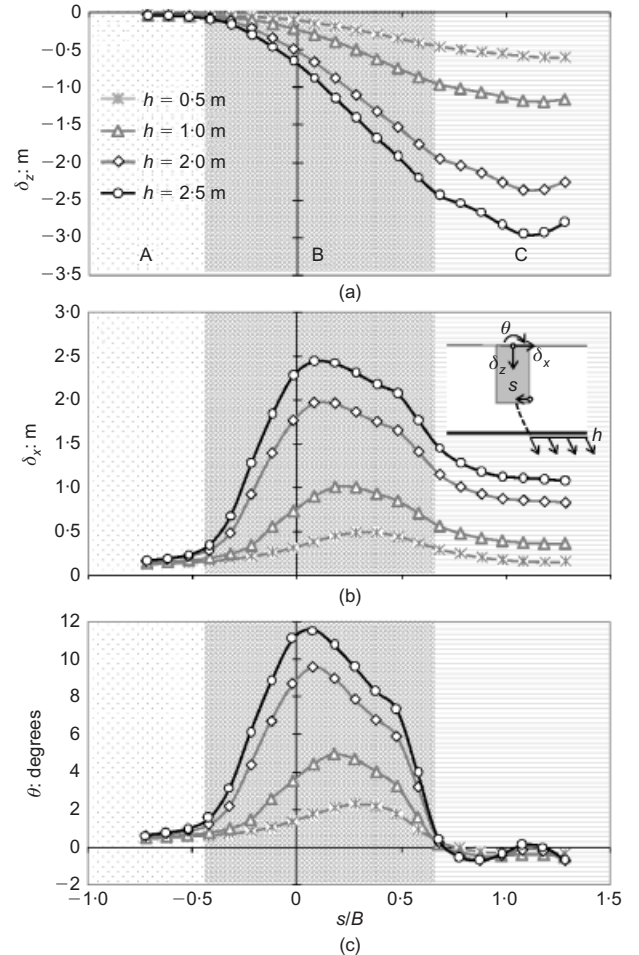 0
−0·5
−1·0
−1·5
−2·0
−2·5
−3·0
−3·5
δz: m
h = 0·5 m
h = 1·0 m
h = 2·0 m
h = 2·5 m
A
B
C
(a)
3·0
2·5
2·0
1·5
1·0
0·5
0
δx: m
θ
δz
δx
s
h
(b)
12
10
8
6
4
2
0
−2
θ: degrees
−1·0
−0·5
0
0·5
1·0
1·5
s/B
(c)